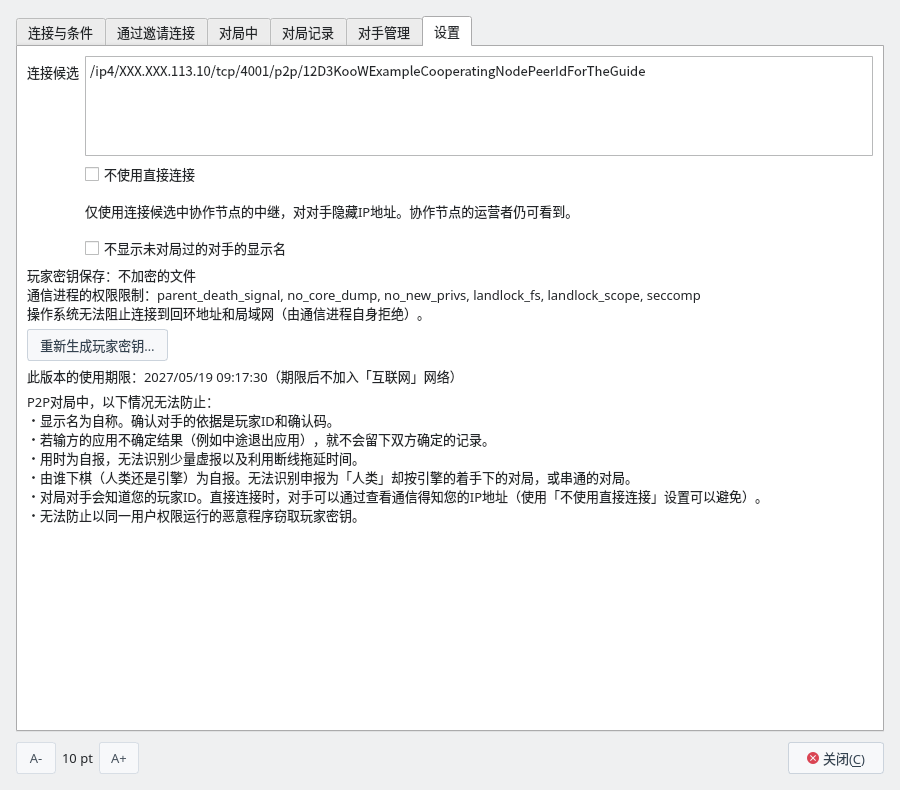 连接与条件
通过邀请连接
对局中
对局记录
对手管理
设置
连接候选
/ip4/XXX.XXX.113.10/tcp/4001/p2p/12D3KooWExampleCooperatingNodePeerIdForTheGuide
不使用直接连接
仅使用连接候选中协作节点的中继，对对手隐藏IP地址。协作节点的运营者仍可看到。
不显示未对局过的对手的显示名
玩家密钥保存：不加密的文件
通信进程的权限限制：parent_death_signal, no_core_dump, no_new_privs, landlock_fs, landlock_scope, seccomp
操作系统无法阻止连接到回环地址和局域网（由通信进程自身拒绝）。
重新生成玩家密钥...
此版本的使用期限：2027/05/19 09:17:30（期限后不加入「互联网」网络）
P2P对局中，以下情况无法防止：
・显示名为自称。确认对手的依据是玩家ID和确认码。
・若输方的应用不确定结果（例如中途退出应用），就不会留下双方确定的记录。
・用时为自报，无法识别少量虚报以及利用断线拖延时间。
・由谁下棋（人类还是引擎）为自报。无法识别申报为「人类」却按引擎的着手下的对局，或串通的对局。
・对局对手会知道您的玩家ID。直接连接时，对手可以通过查看通信得知您的IP地址（使用「不使用直接连接」设置可以避免）。
・无法防止以同一用户权限运行的恶意程序窃取玩家密钥。
A-
10 pt
A+
关闭(C)